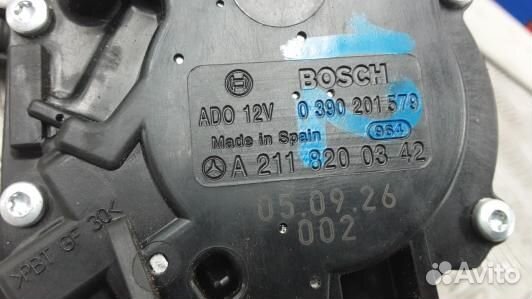 BOSCH
ADO 12V 0 390 201 579
Made in Spain 964
A 211 820 03 42
05.09.26
002
>PBT GF 30<
Avito